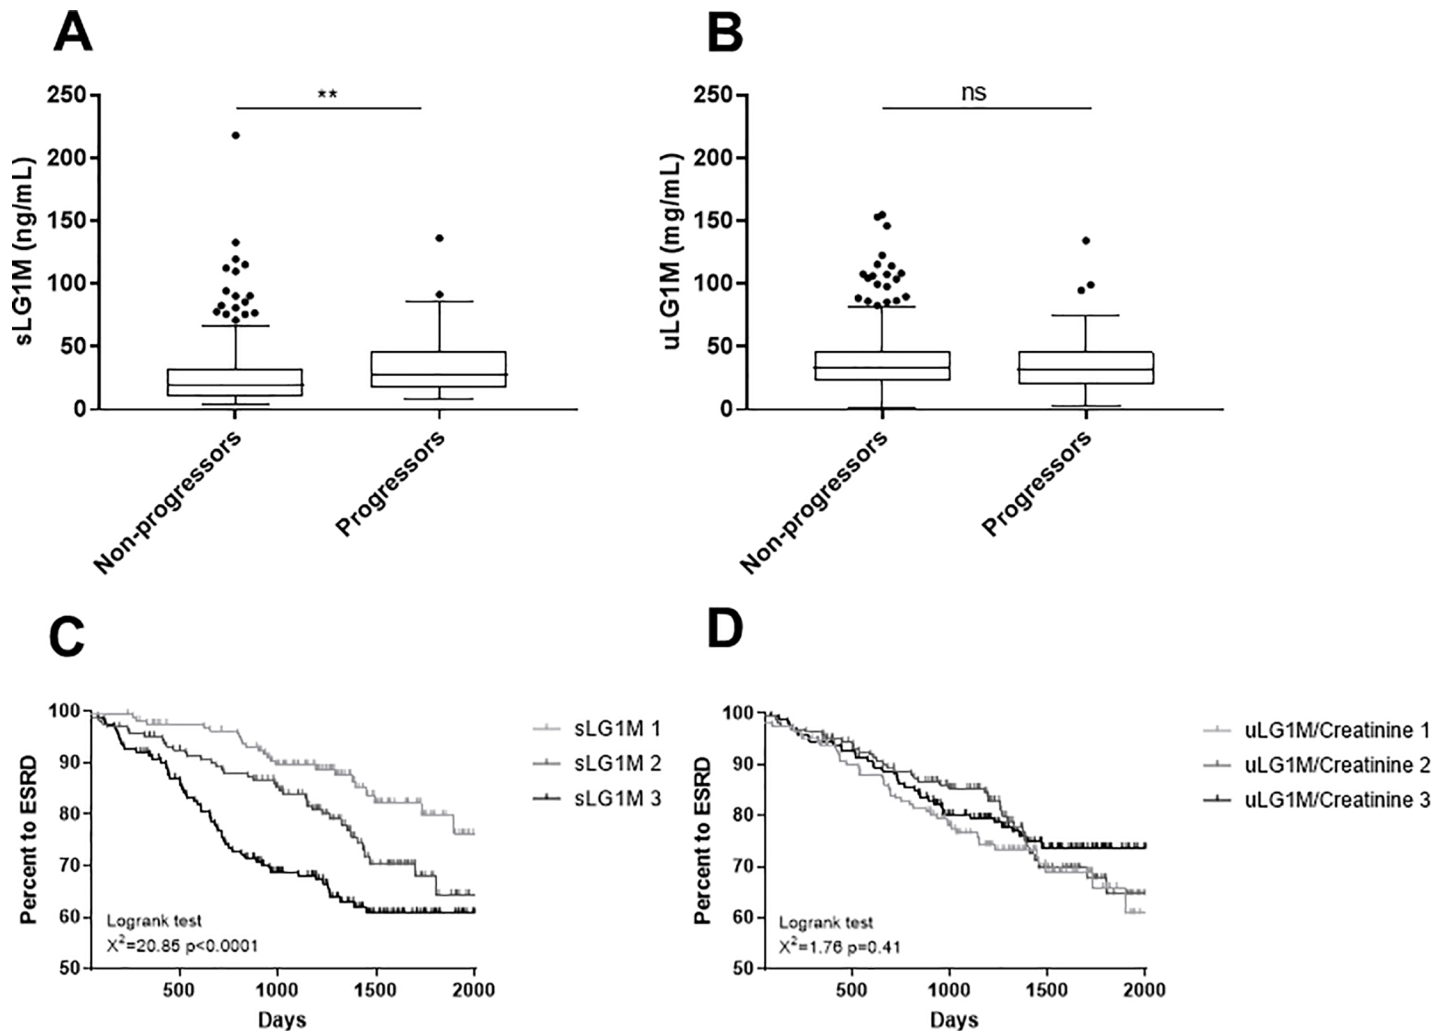 A
250
200
150
100
50
0
sLG1M (ng/mL)
**
Non-progressors
Progressors
B
250
200
150
100
50
0
uLG1M (mg/mL)
ns
Non-progressors
Progressors
C
100
90
80
70
60
50
Percent to ESRD
Logrank test
X²=20.85 p<0.0001
500
1000
1500
2000
Days
sLG1M 1
sLG1M 2
sLG1M 3
D
100
90
80
70
60
50
Percent to ESRD
Logrank test
X²=1.76 p=0.41
500
1000
1500
2000
Days
uLG1M/Creatinine 1
uLG1M/Creatinine 2
uLG1M/Creatinine 3